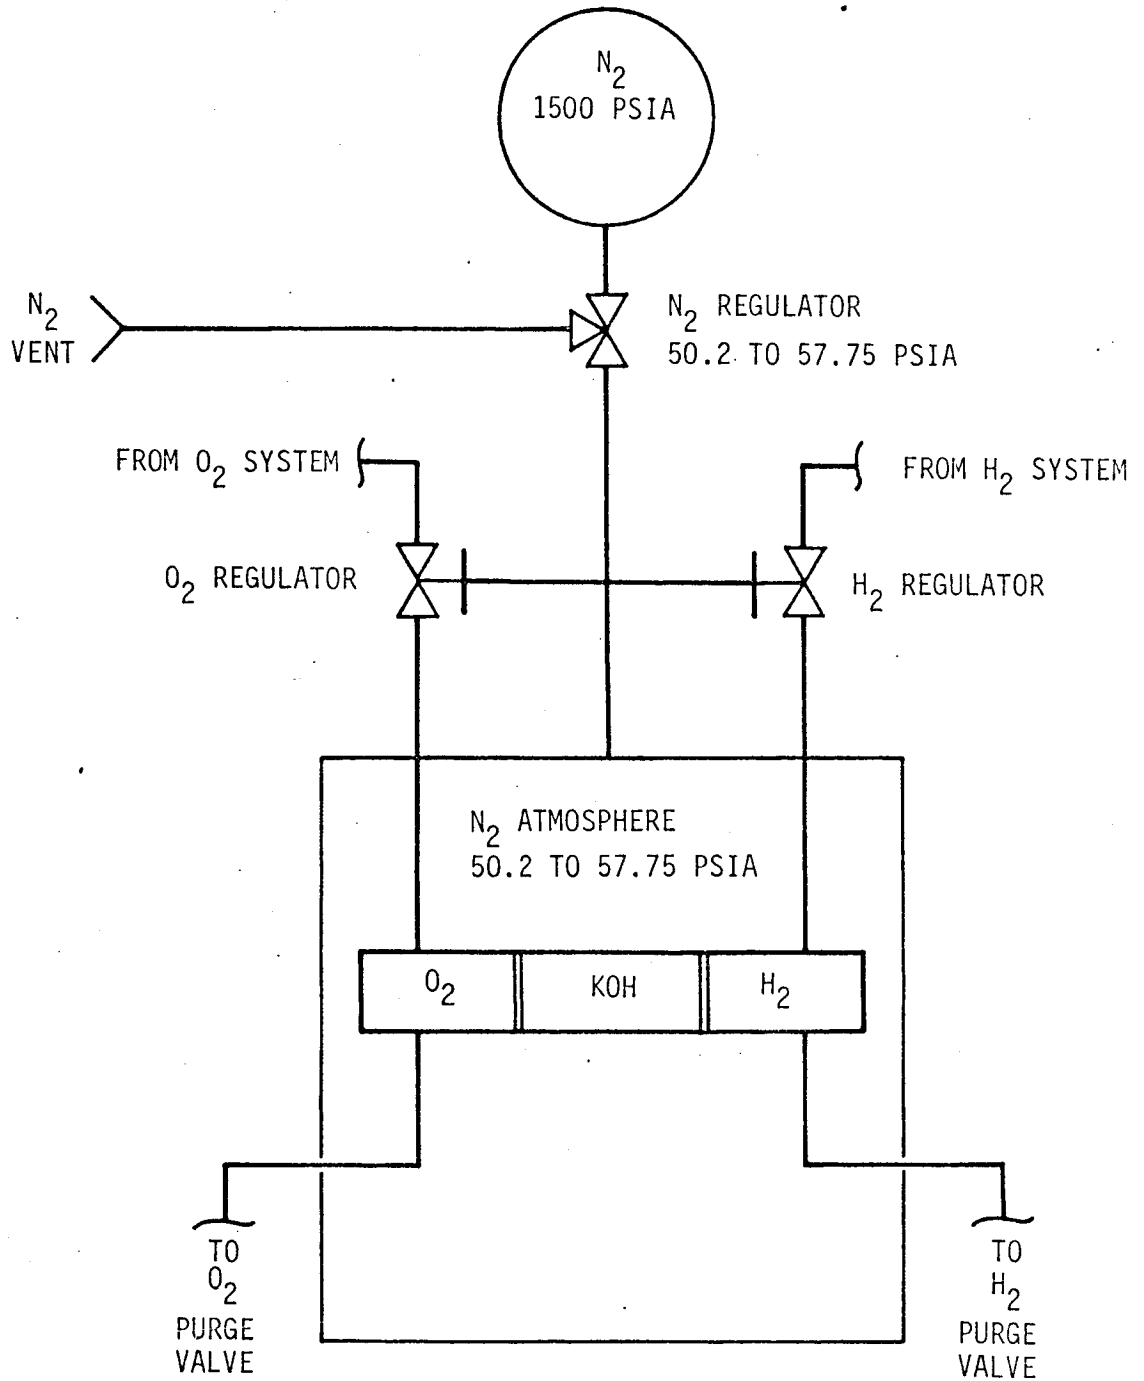 N2
1500 PSIA
N2
VENT
N2 REGULATOR
50.2 TO 57.75 PSIA
FROM O2 SYSTEM
FROM H2 SYSTEM
O2 REGULATOR
H2 REGULATOR
N2 ATMOSPHERE
50.2 TO 57.75 PSIA
O2
KOH
H2
TO
O2
PURGE
VALVE
TO
H2
PURGE
VALVE